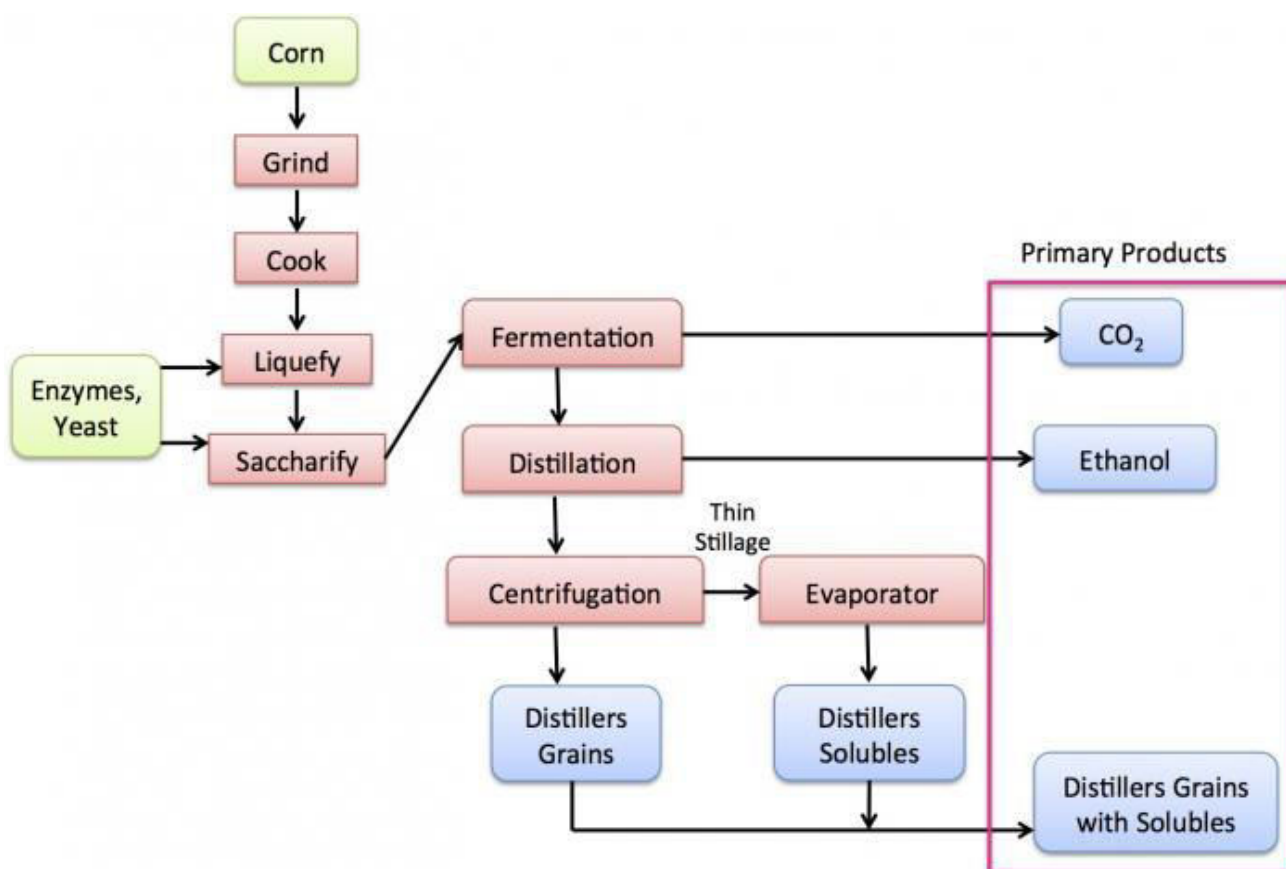 Corn
Grind
Cook
Primary Products
Fermentation
CO₂
Liquefy
Enzymes,
Yeast
Saccharify
Distillation
Ethanol
Thin
Stillage
Centrifugation
Evaporator
Distillers
Grains
Distillers
Solubles
Distillers Grains
with Solubles